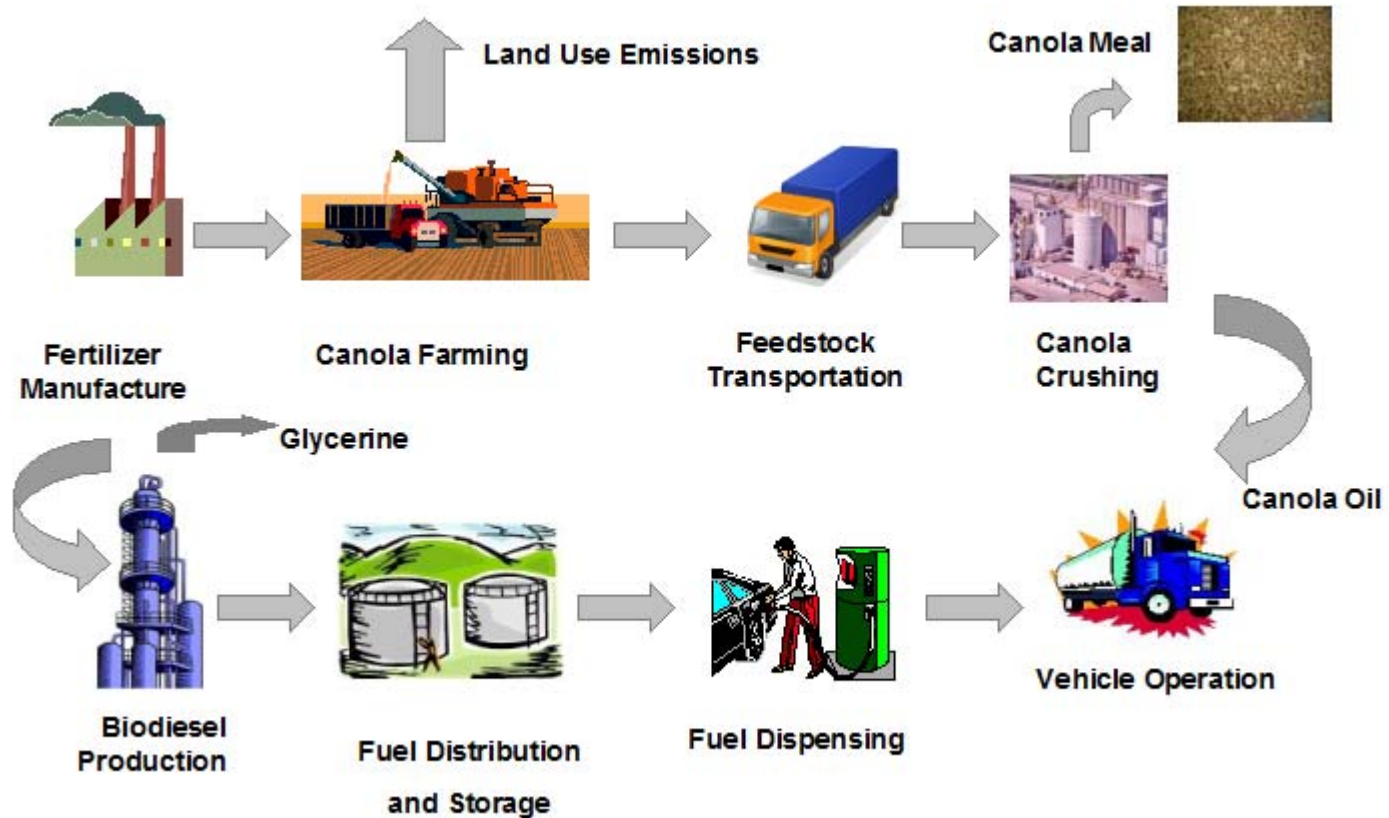 Land Use Emissions
Canola Meal
Fertilizer
Manufacture
Canola Farming
Feedstock
Transportation
Canola
Crushing
Glycerine
Canola Oil
Biodiesel
Production
Fuel Distribution
and Storage
Fuel Dispensing
Vehicle Operation